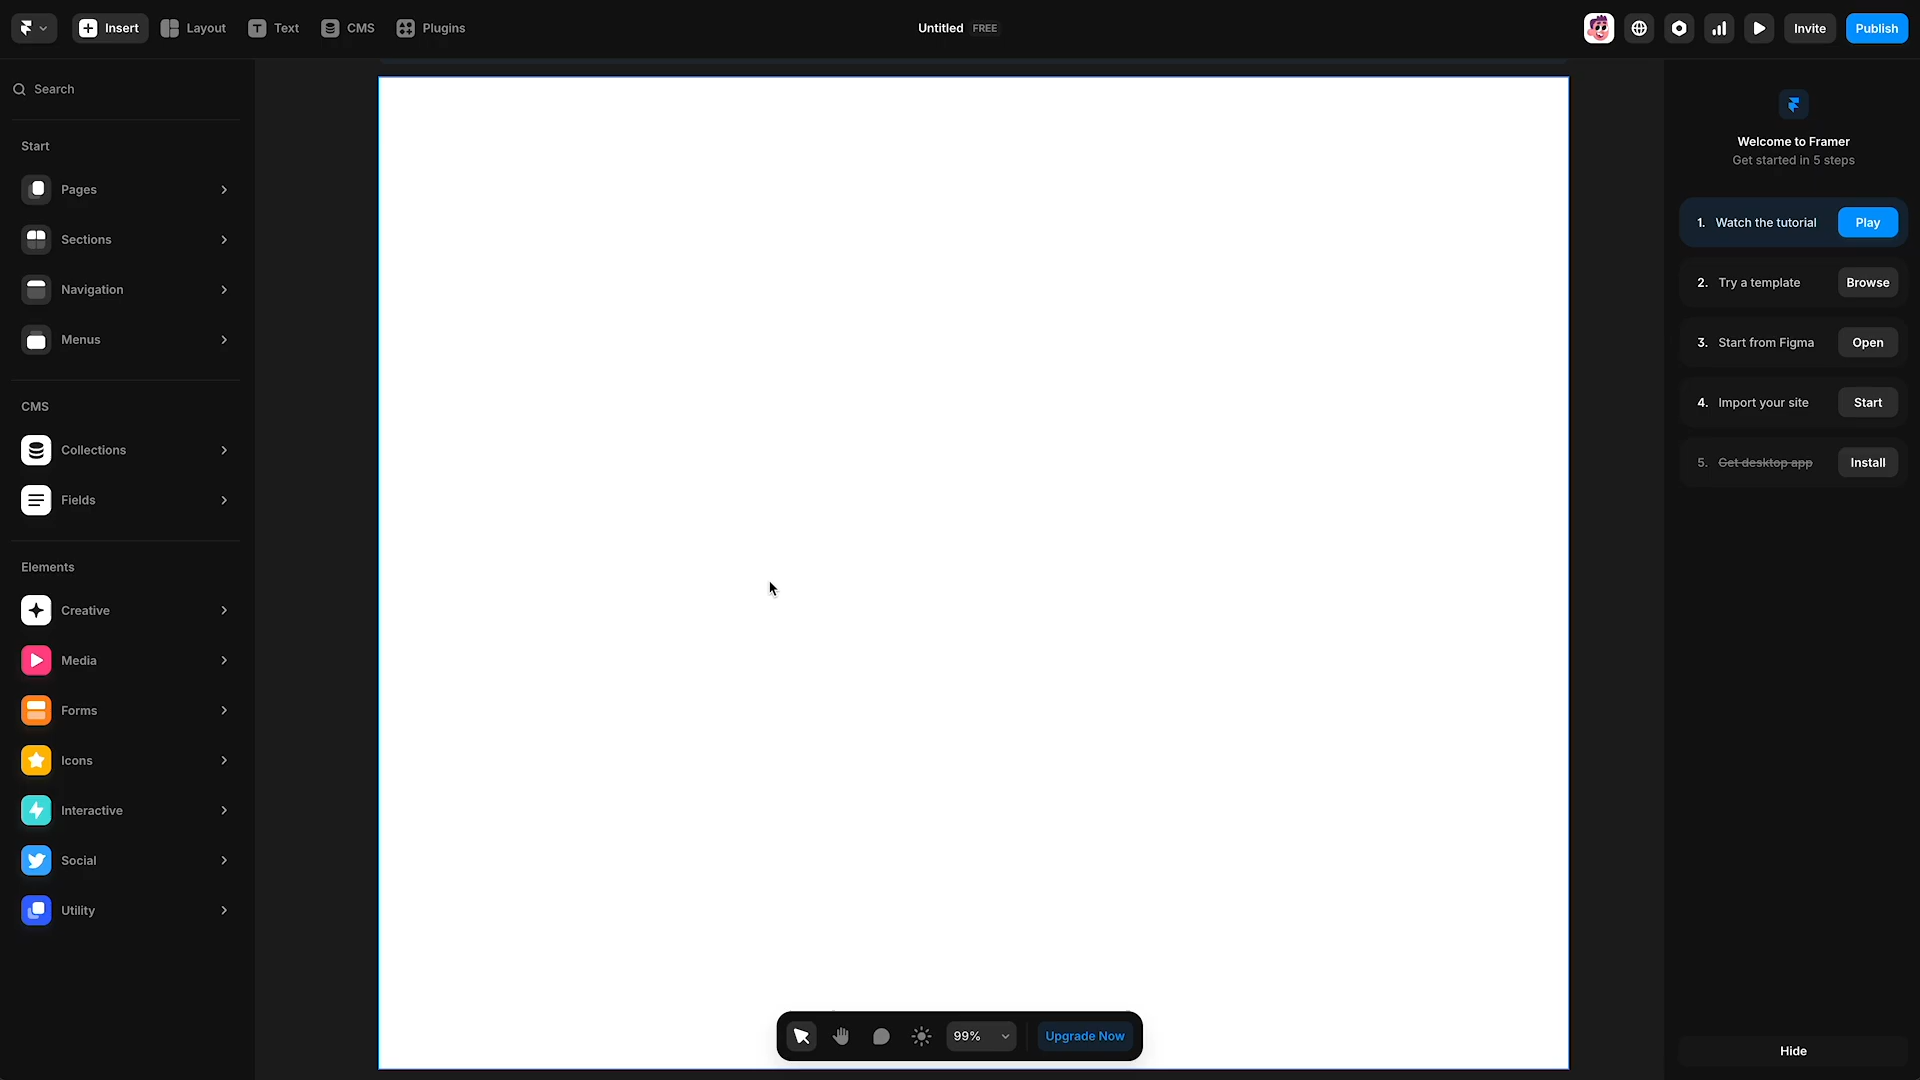 Insert
Layout
Text
CMS
Plugins
Untitled FREE
Invite
Publish
Search
Start
Pages
Sections
Navigation
Menus
CMS
Collections
Fields
Elements
Creative
Media
Forms
Icons
Interactive
Social
Utility
Welcome to Framer
Get started in 5 steps
1. Watch the tutorial Play
2. Try a template Browse
3. Start from Figma Open
4. Import your site Start
5. Get desktop app Install
99%
Upgrade Now
Hide